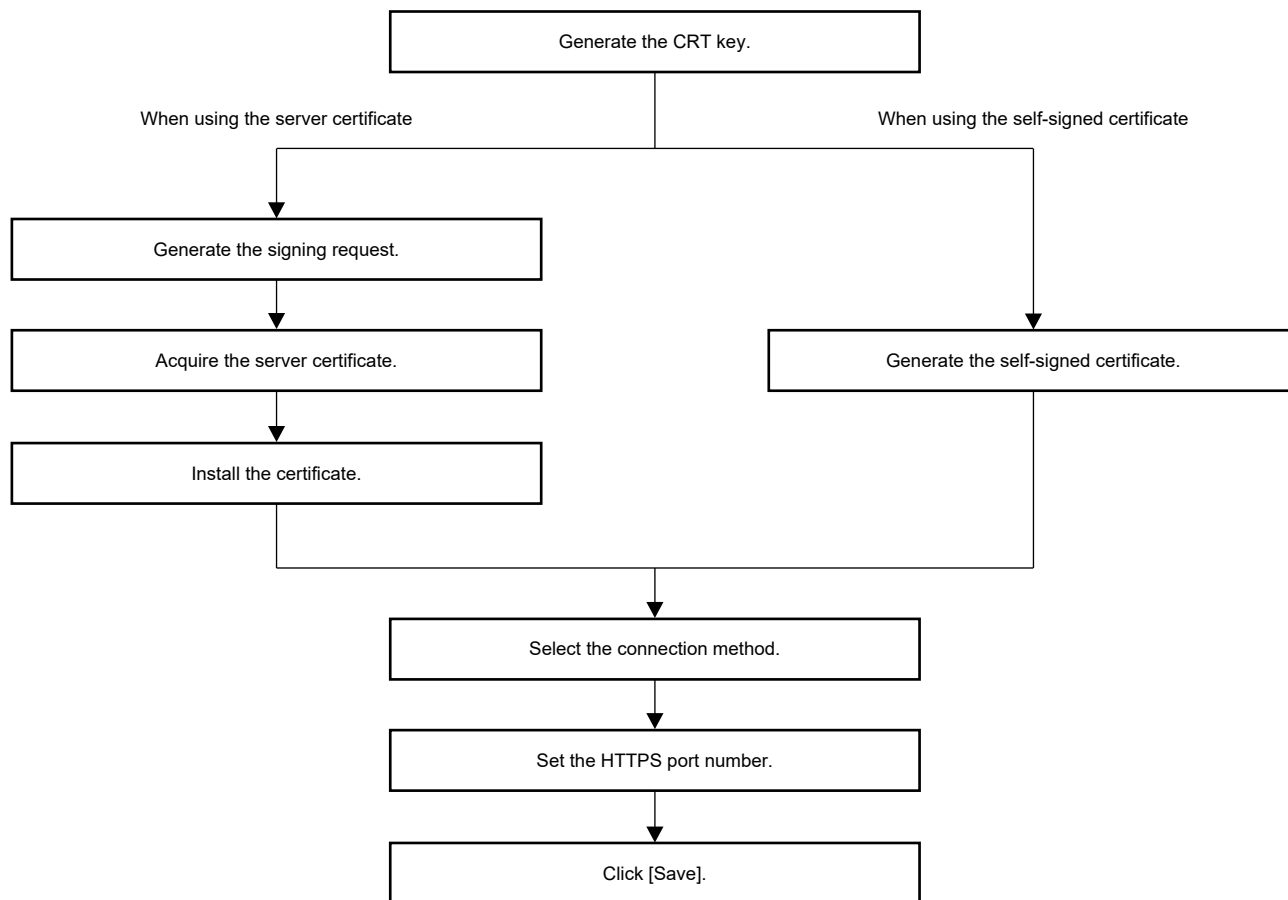 Generate the CRT key.
When using the server certificate
When using the self-signed certificate
Generate the signing request.
Acquire the server certificate.
Generate the self-signed certificate.
Install the certificate.
Select the connection method.
Set the HTTPS port number.
Click [Save].